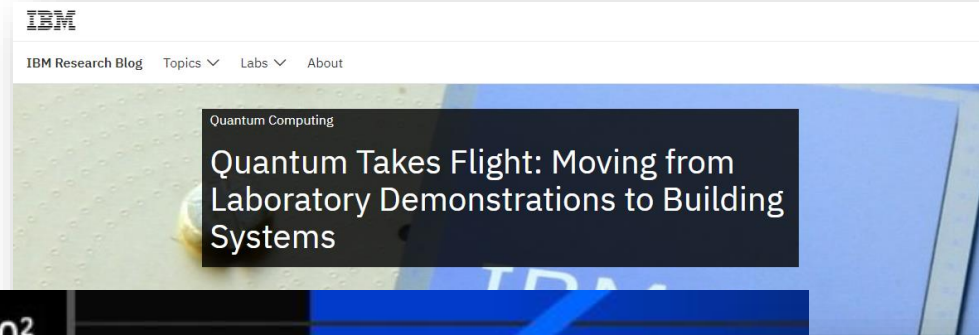 IBM
IBM Research Blog Topics Labs About
Quantum Computing
Quantum Takes Flight: Moving from
Laboratory Demonstrations to Building
Systems
IBM